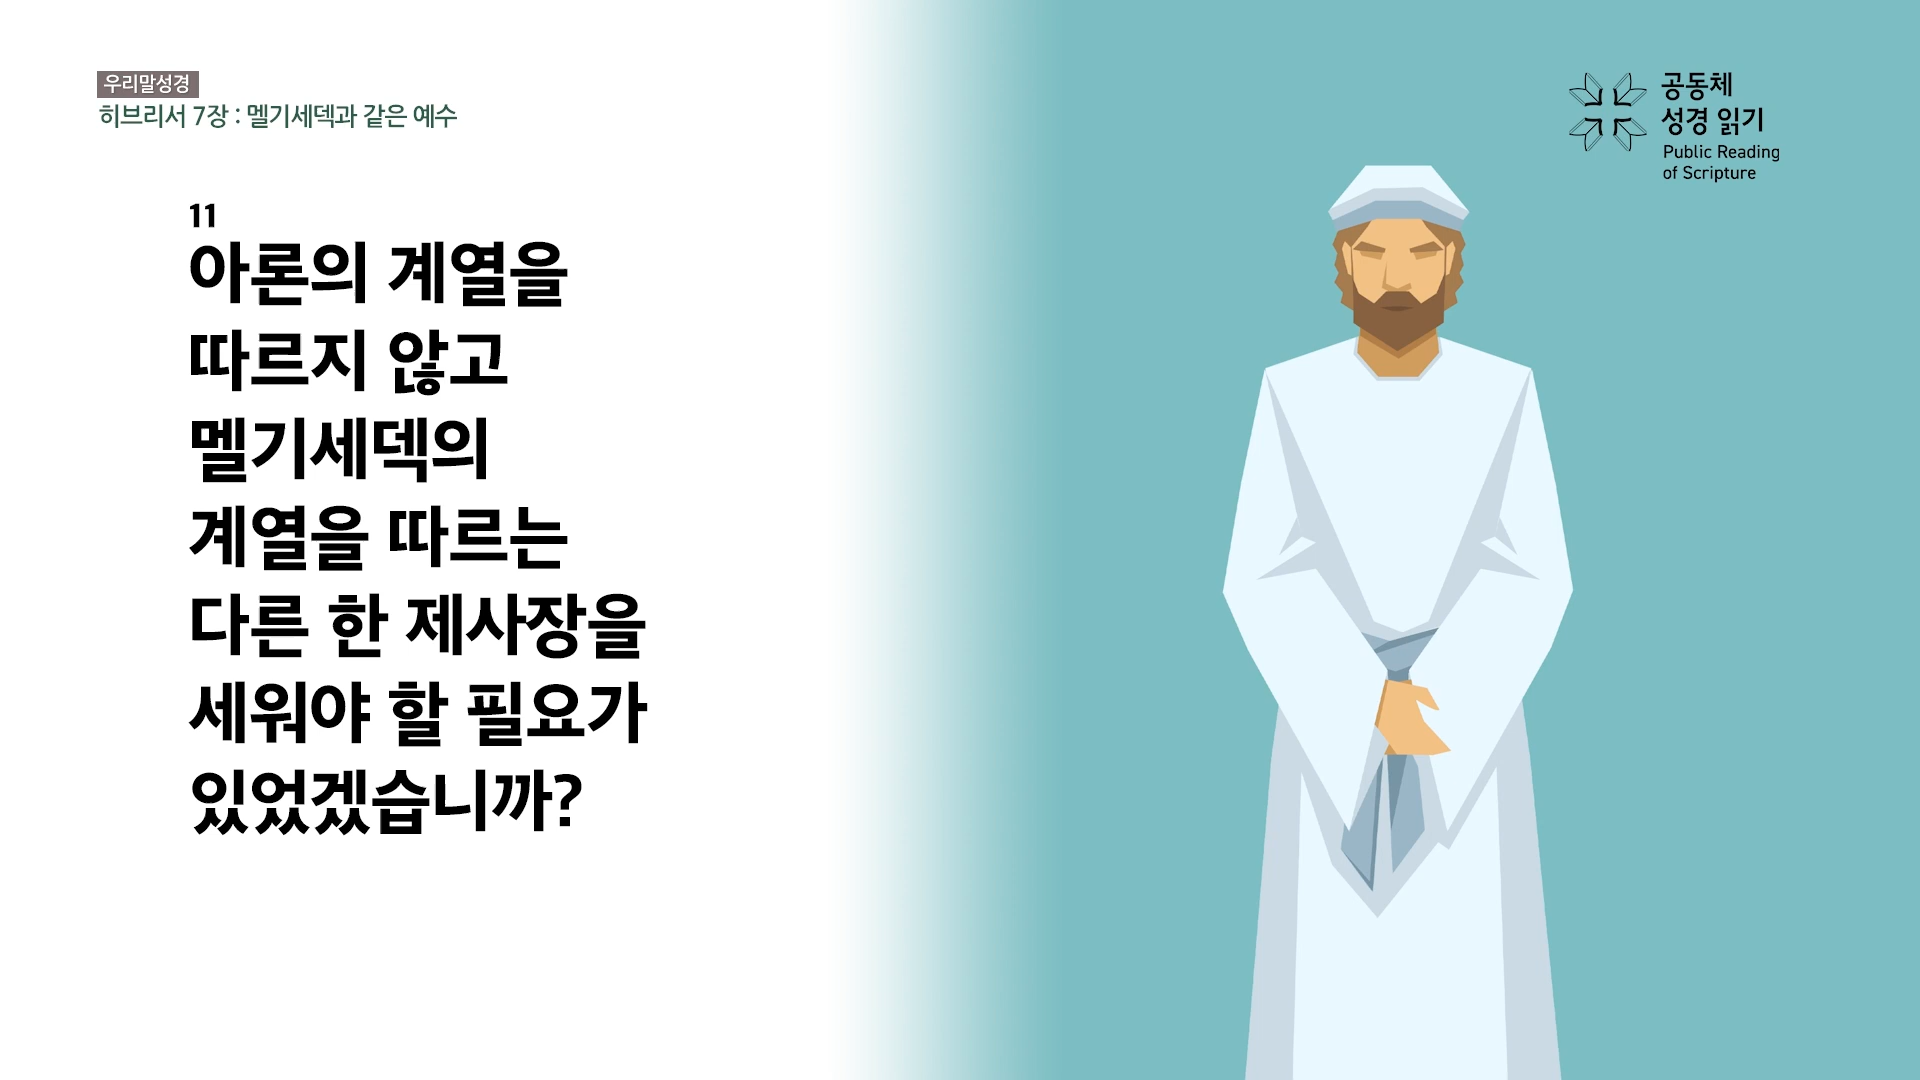 우리말성경
히브리서 7장 : 멜기세덱과 같은 예수
공동체
성경 읽기
Public Reading
of Scripture
11
아론의 계열을
따르지 않고
멜기세덱의
계열을 따르는
다른 한 제사장을
세워야 할 필요가
있었겠습니까?